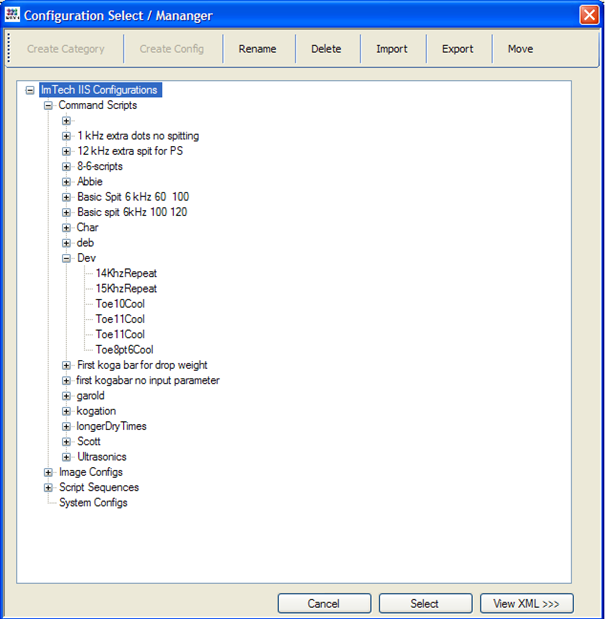 Configuration Select / Mananger
Create Category Create Config Rename Delete Import Export Move
ImTech IIS Configurations
Command Scripts
1 kHz extra dots no spitting
12 kHz extra spit for PS
8-6-scripts
Abbie
Basic Spit 6 kHz 60  100
Basic spit 6kHz 100 120
Char
deb
Dev
14KhzRepeat
15KhzRepeat
Toe10Cool
Toe11Cool
Toe11Cool
Toe8pt6Cool
First koga bar for drop weight
first kogabar no input parameter
garold
kogation
longerDryTimes
Scott
Ultrasonics
Image Configs
Script Sequences
System Configs
Cancel Select View XML >>>